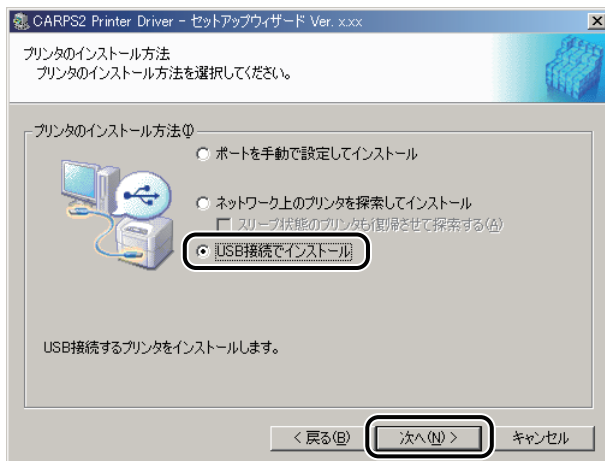 CARPS2 Printer Driver - セットアップウィザード Ver. x.xx
プリンタのインストール方法
プリンタのインストール方法を選択してください。
プリンタのインストール方法(I)
ポートを手動で設定してインストール
ネットワーク上のプリンタを探索してインストール
スリープ状態のプリンタも復帰させて探索する(A)
USB接続でインストール
USB接続するプリンタをインストールします。
< 戻る(B)
次へ(N) >
キャンセル